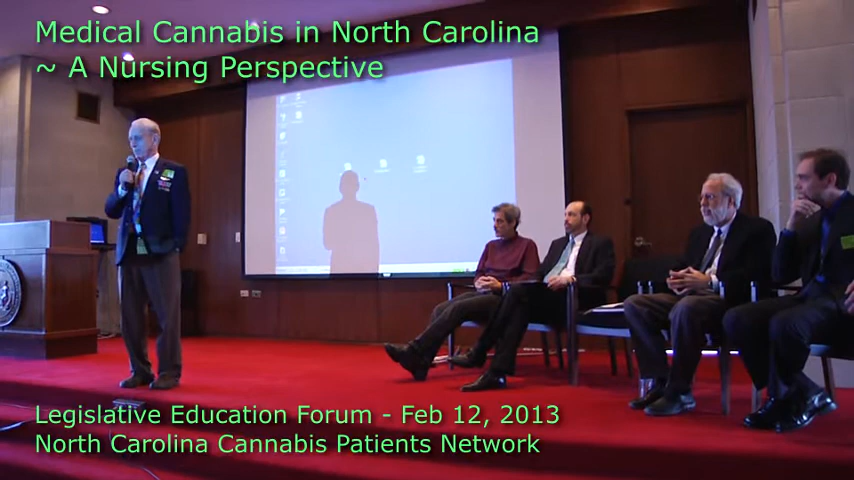 Medical Cannabis in North Carolina
~ A Nursing Perspective
Legislative Education Forum - Feb 12, 2013
North Carolina Cannabis Patients Network